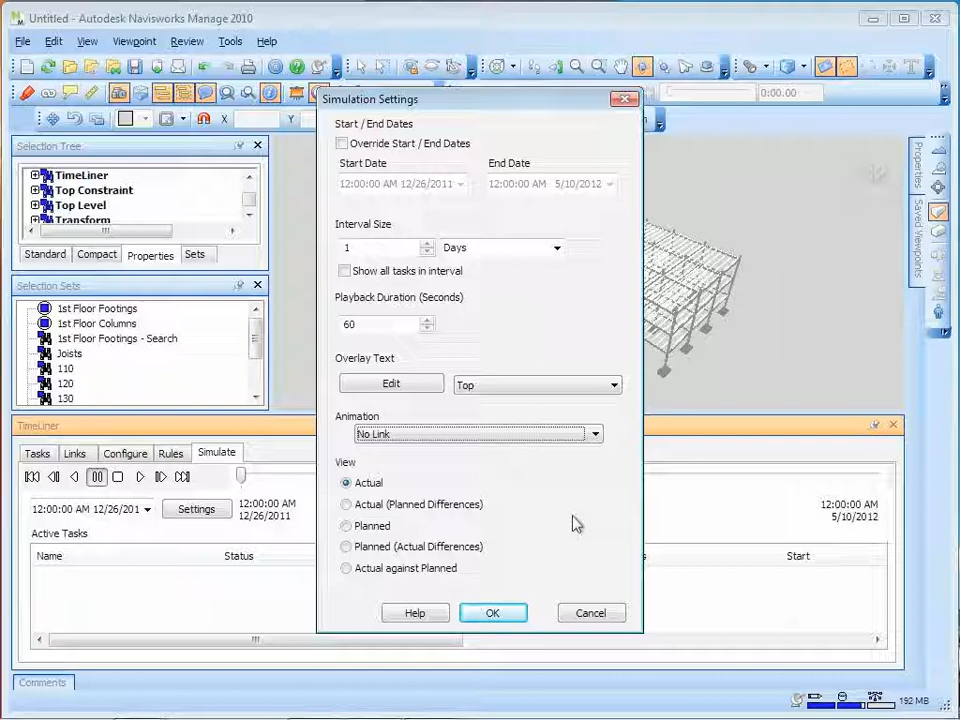 Untitled - Autodesk Navisworks Manage 2010
File Edit View Viewpoint Review Tools Help
0:00.00
X
Y
Selection Tree
TimeLiner
Top Constraint
Top Level
Transform
Standard Compact Properties Sets
Selection Sets
1st Floor Footings
1st Floor Columns
1st Floor Footings - Search
Joists
110
120
130
Properties
Saved Viewpoints
Simulation Settings
Start / End Dates
Override Start / End Dates
Start Date End Date
12:00:00 AM 12/26/2011 12:00:00 AM 5/10/2012
Interval Size
1 Days
Show all tasks in interval
Playback Duration (Seconds)
60
Overlay Text
Edit Top
Animation
No Link
View
Actual
Actual (Planned Differences)
Planned
Planned (Actual Differences)
Actual against Planned
Help OK Cancel
TimeLiner
Tasks Links Configure Rules Simulate
12:00:00 AM 12/26/201 Settings
12:00:00 AM
12/26/2011
12:00:00 AM
5/10/2012
Active Tasks
Name Status Start
Comments
192 MB